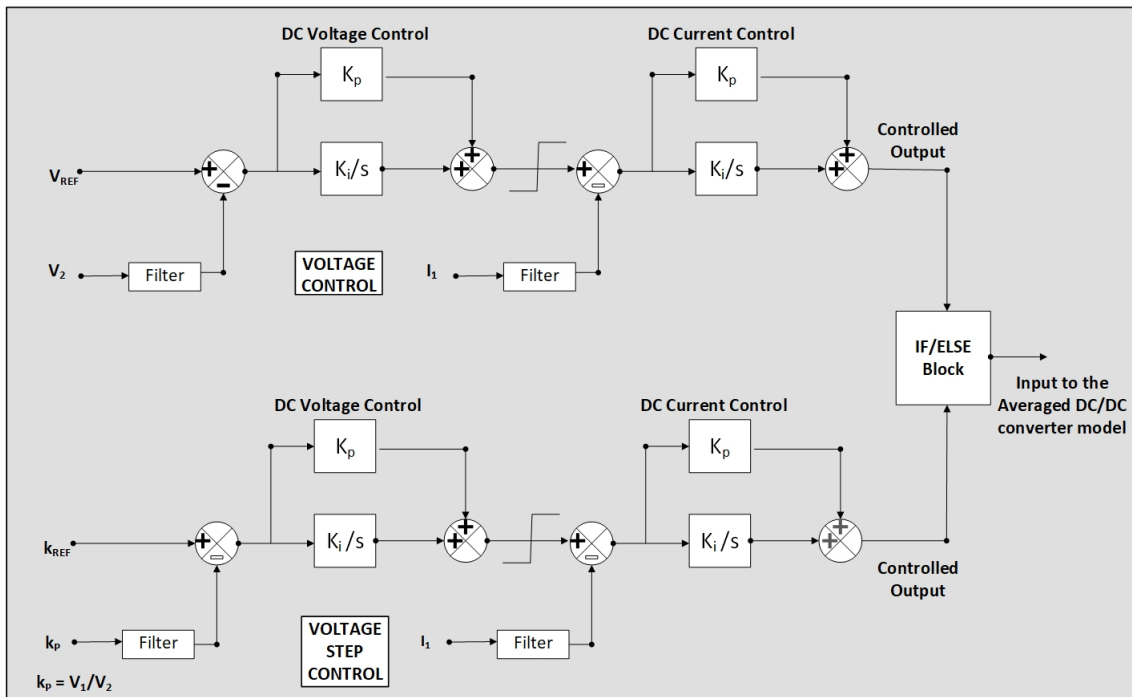 DC Voltage Control
DC Current Control
Kp
Kp
Controlled
Output
VREF
+
−
Ki/s
+
+
+
−
Ki/s
+
+
V2
Filter
VOLTAGE
CONTROL
I1
Filter
IF/ELSE
Block
Input to the
Averaged DC/DC
converter model
DC Voltage Control
DC Current Control
Kp
Kp
kREF
+
−
Ki/s
+
+
+
−
Ki/s
+
+
Controlled
Output
kP
Filter
VOLTAGE
STEP
CONTROL
I1
Filter
kP = V1/V2